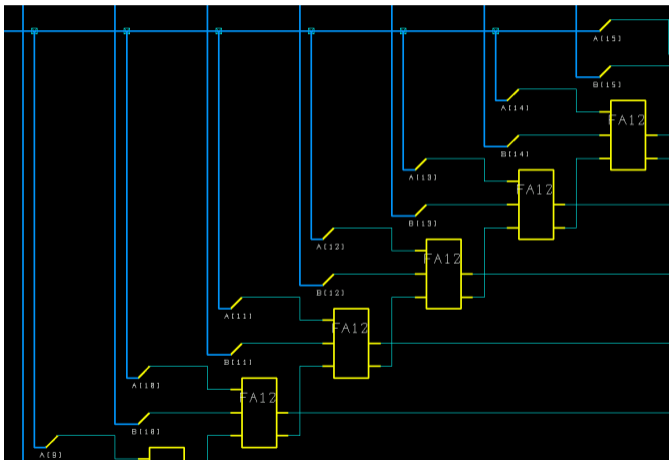 A[15]
B[15]
A[14]
FA12
B[14]
A[13]
FA12
B[13]
A[12]
FA12
B[12]
A[11]
FA12
B[11]
A[10]
FA12
B[10]
A[9]